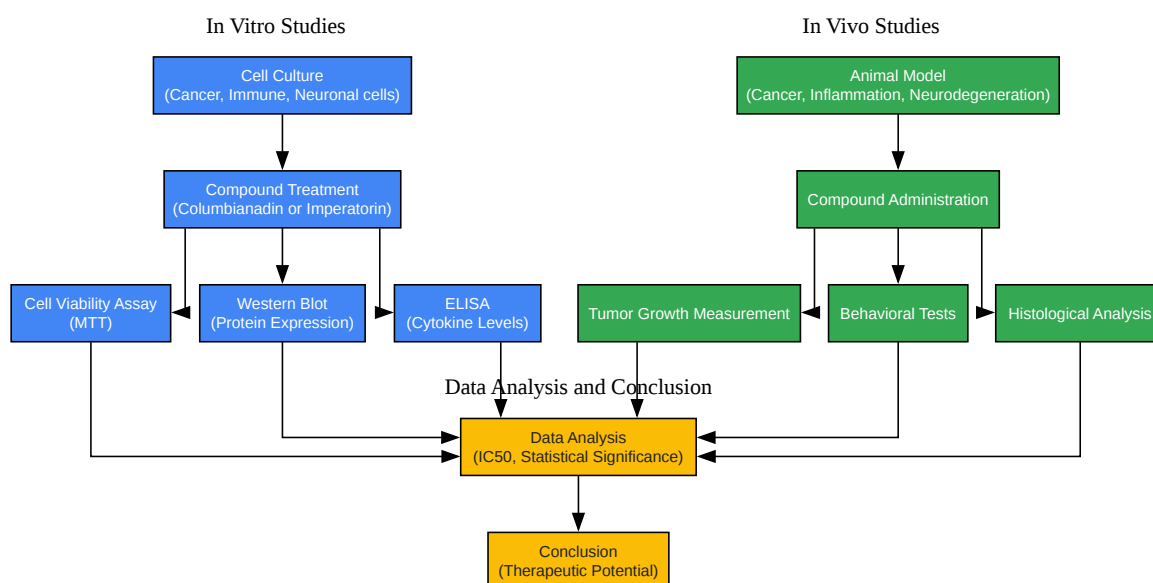 In Vitro Studies
In Vivo Studies
Cell Culture
(Cancer, Immune, Neuronal cells)
Animal Model
(Cancer, Inflammation, Neurodegeneration)
Compound Treatment
(Columbianadin or Imperatorin)
Compound Administration
Cell Viability Assay
(MTT)
Western Blot
(Protein Expression)
ELISA
(Cytokine Levels)
Tumor Growth Measurement
Behavioral Tests
Histological Analysis
Data Analysis and Conclusion
Data Analysis
(IC50, Statistical Significance)
Conclusion
(Therapeutic Potential)